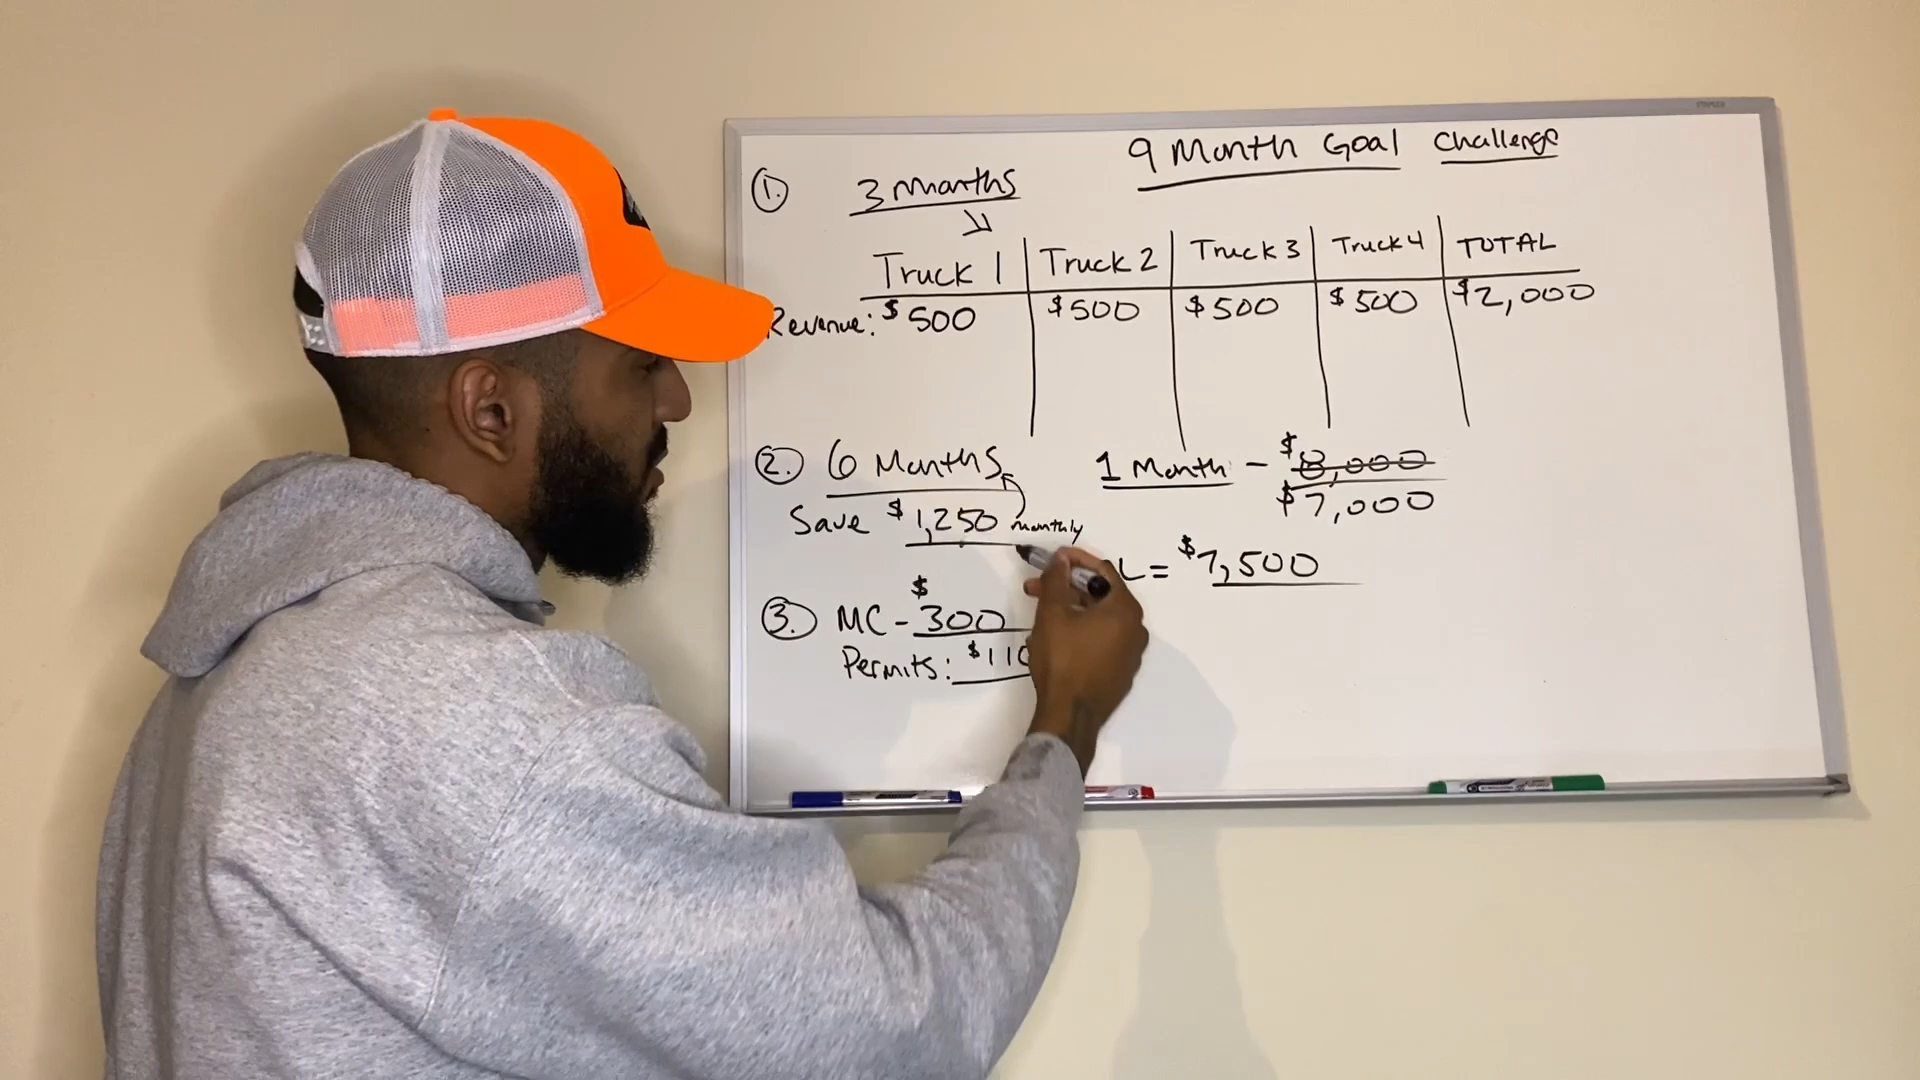 9 Month Goal Challenge
1. 3 Months
Truck 1 Truck 2 Truck 3 Truck 4 TOTAL
Revenue: $500 $500 $500 $500 $2,000
2. 6 Months 1 Month - $8,000
$7,000
Save $1,250 monthly
L = $7,500
3. MC - $300
Permits: $110